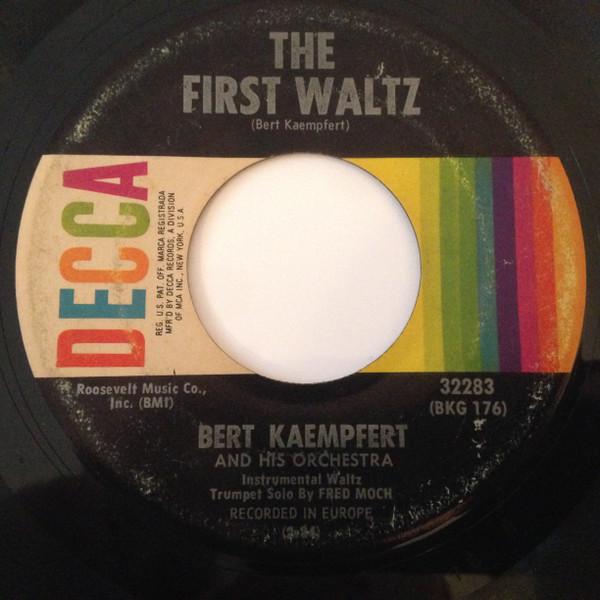 THE
FIRST WALTZ
(Bert Kaempfert)
DECCA
REG. U.S. PAT. OFF. MARCA REGISTRADA
MFR'D BY DECCA RECORDS, A DIVISION
OF MCA INC., NEW YORK, U.S.A.
Roosevelt Music Co.,
Inc. (BMI)
32283
(BKG 176)
BERT KAEMPFERT
AND HIS ORCHESTRA
Instrumental Waltz
Trumpet Solo By FRED MOCH
RECORDED IN EUROPE